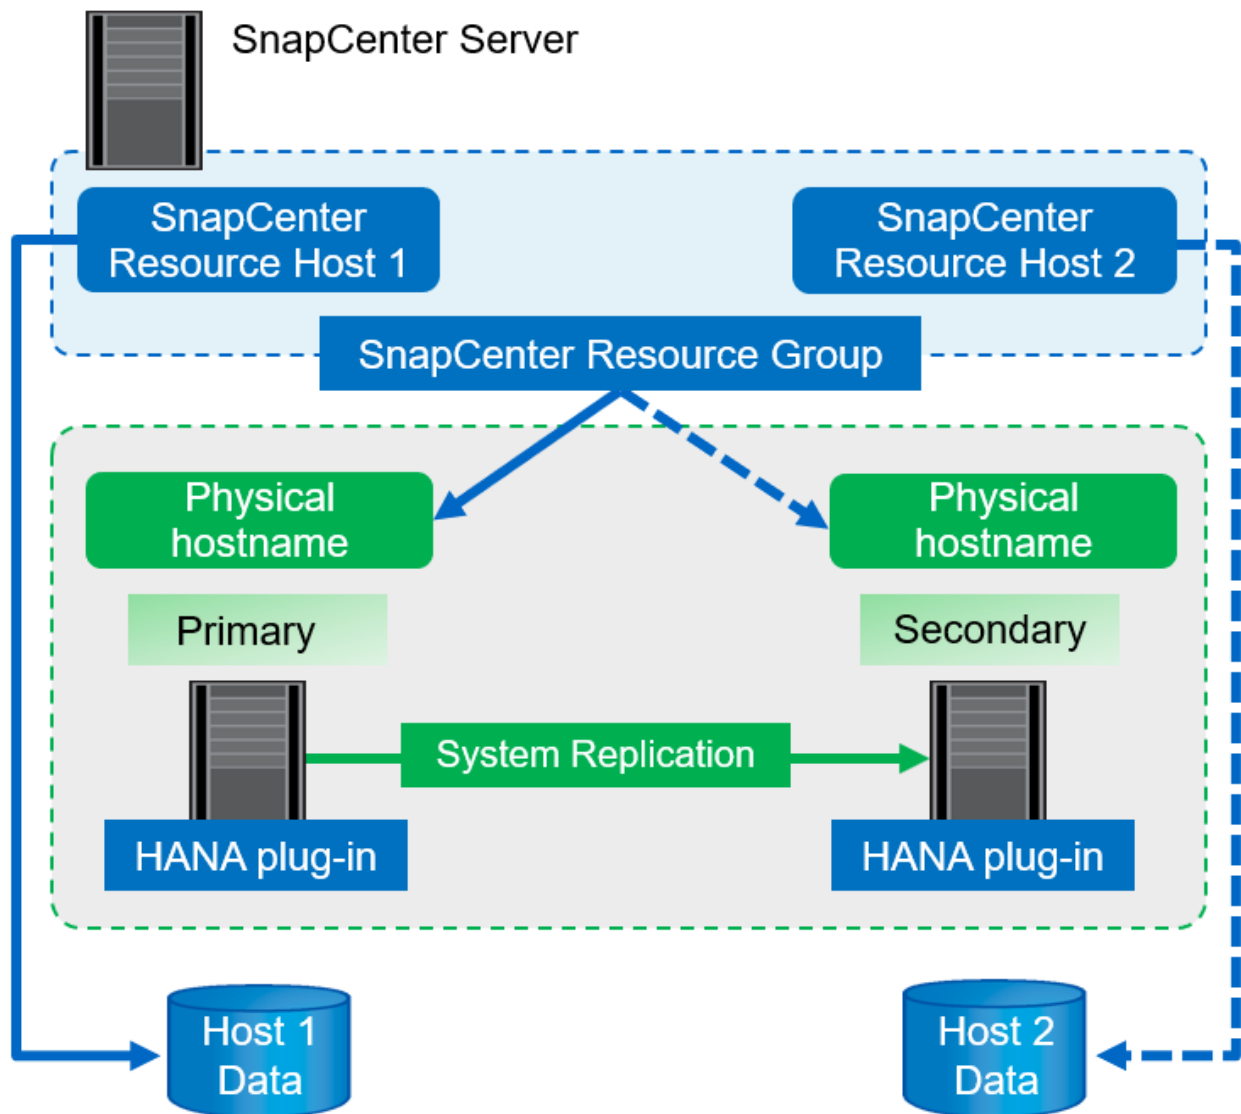 SnapCenter Server
SnapCenter
Resource Host 1
SnapCenter
Resource Host 2
SnapCenter Resource Group
Physical
hostname
Physical
hostname
Primary
Secondary
System Replication
HANA plug-in
HANA plug-in
Host 1
Data
Host 2
Data